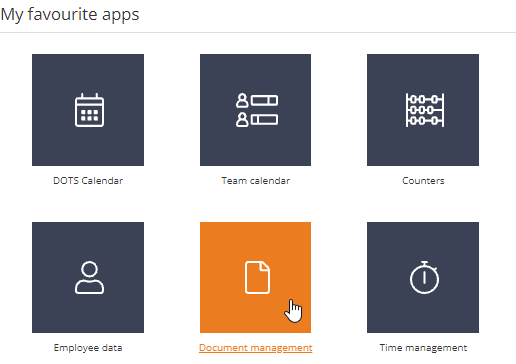 My favourite apps
DOTS Calendar
Team calendar
Counters
Employee data
Document management
Time management